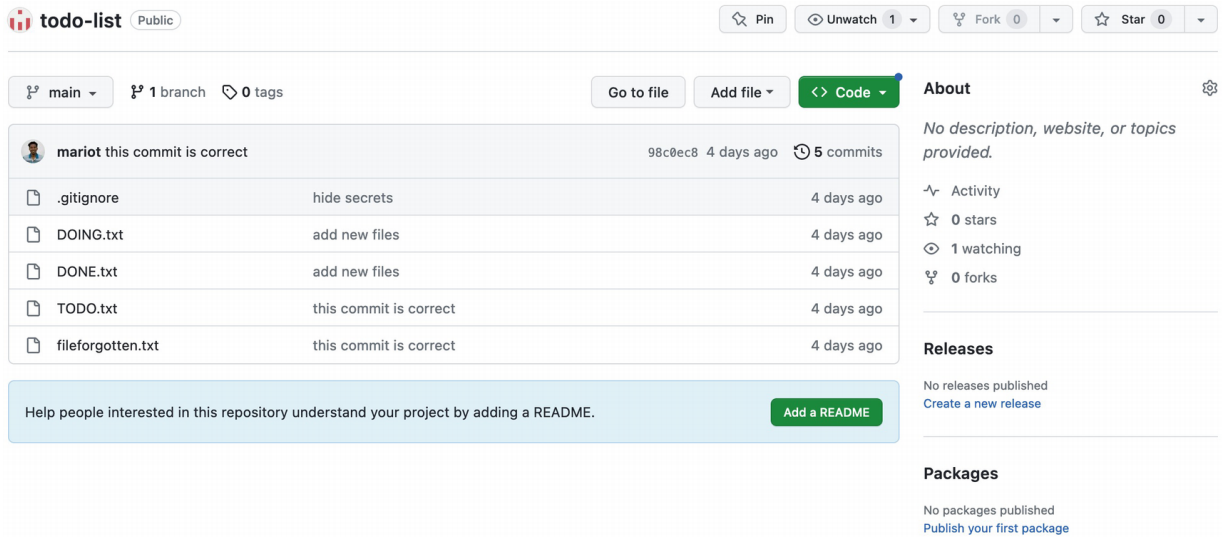 todo-list Public Pin Unwatch 1 Fork 0 Star 0
main 1 branch 0 tags Go to file Add file Code
mariot this commit is correct 98c0ec8 4 days ago 5 commits
.gitignore hide secrets 4 days ago
DOING.txt add new files 4 days ago
DONE.txt add new files 4 days ago
TODO.txt this commit is correct 4 days ago
fileforgotten.txt this commit is correct 4 days ago
Help people interested in this repository understand your project by adding a README. Add a README
About
No description, website, or topics
provided.
Activity
0 stars
1 watching
0 forks
Releases
No releases published
Create a new release
Packages
No packages published
Publish your first package